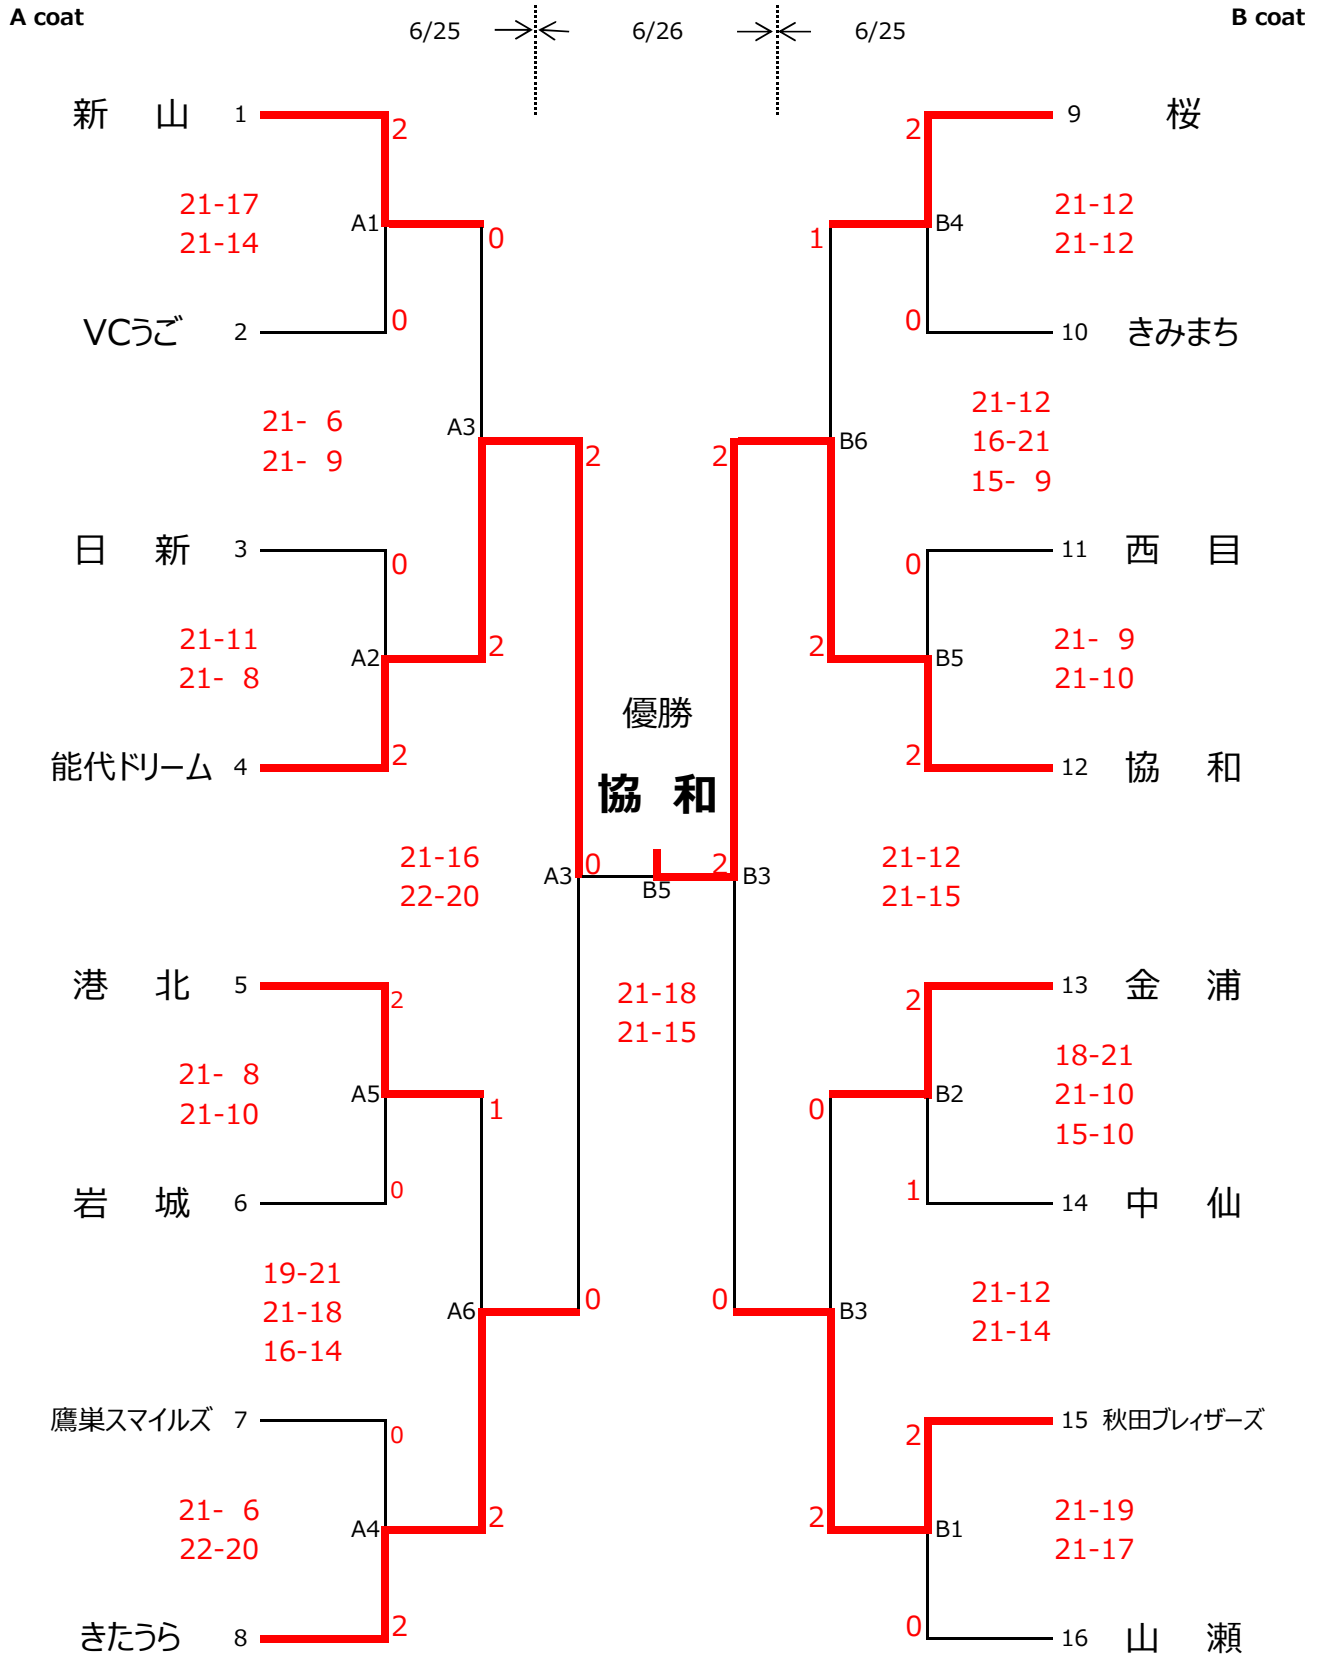 A coat
B coat
6/25
6/26
6/25
新 山 1
2
2
9 桜
21-17
21-14
A1
0
1
B4
21-12
21-12
VCうご 2
0
0
10 きみまち
21- 6
21- 9
A3
2
2
B6
21-12
16-21
15- 9
日 新 3
0
0
11 西 目
21-11
21- 8
A2
2
2
B5
21- 9
21-10
優勝
能代ドリーム 4
2
2
12 協 和
協 和
21-16
22-20
A3
0
B5
2
B3
21-12
21-15
港 北 5
2
21-18
21-15
2
13 金 浦
21- 8
21-10
A5
1
0
B2
18-21
21-10
15-10
岩 城 6
0
1
14 中 仙
19-21
21-18
16-14
A6
0
0
B3
21-12
21-14
鷹巣スマイルズ 7
0
2
15 秋田ブレィザーズ
21- 6
22-20
A4
2
2
B1
21-19
21-17
きたうら 8
2
0
16 山 瀬